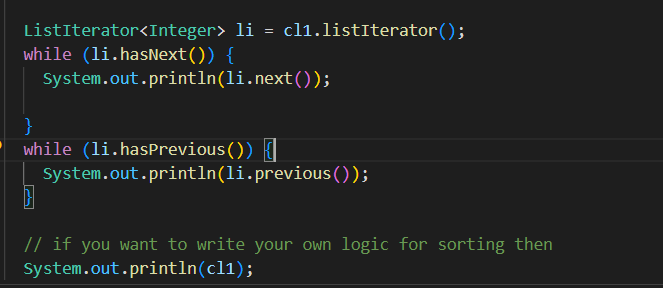 ListIterator<Integer> li = cl1.listIterator();
while (li.hasNext()) {
System.out.println(li.next());
}
while (li.hasPrevious()) {
System.out.println(li.previous());
}
// if you want to write your own logic for sorting then
System.out.println(cl1);